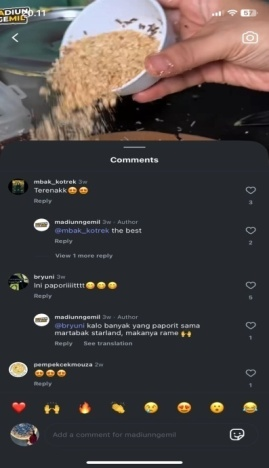 MADIUN
NGEMIL
0.11
Comments
mbak_kotrek 3w
Terenakk😍😍
Reply
3
madiunngemil 3w · Author
@mbak_kotrek the best
Reply
2
View 1 more reply
bryuni 3w
Ini paporiiiitttt😋😋😋
Reply
5
madiunngemil 3w · Author
@bryuni kalo banyak yang paporit sama
martabak starland, makanya rame 🙌
Reply See translation
1
pempekcekmouza 2w
😍😍😍
Reply
1
❤️ 🙌 🔥 👏 😢 😍 😮 😂
Add a comment for madiunngemil